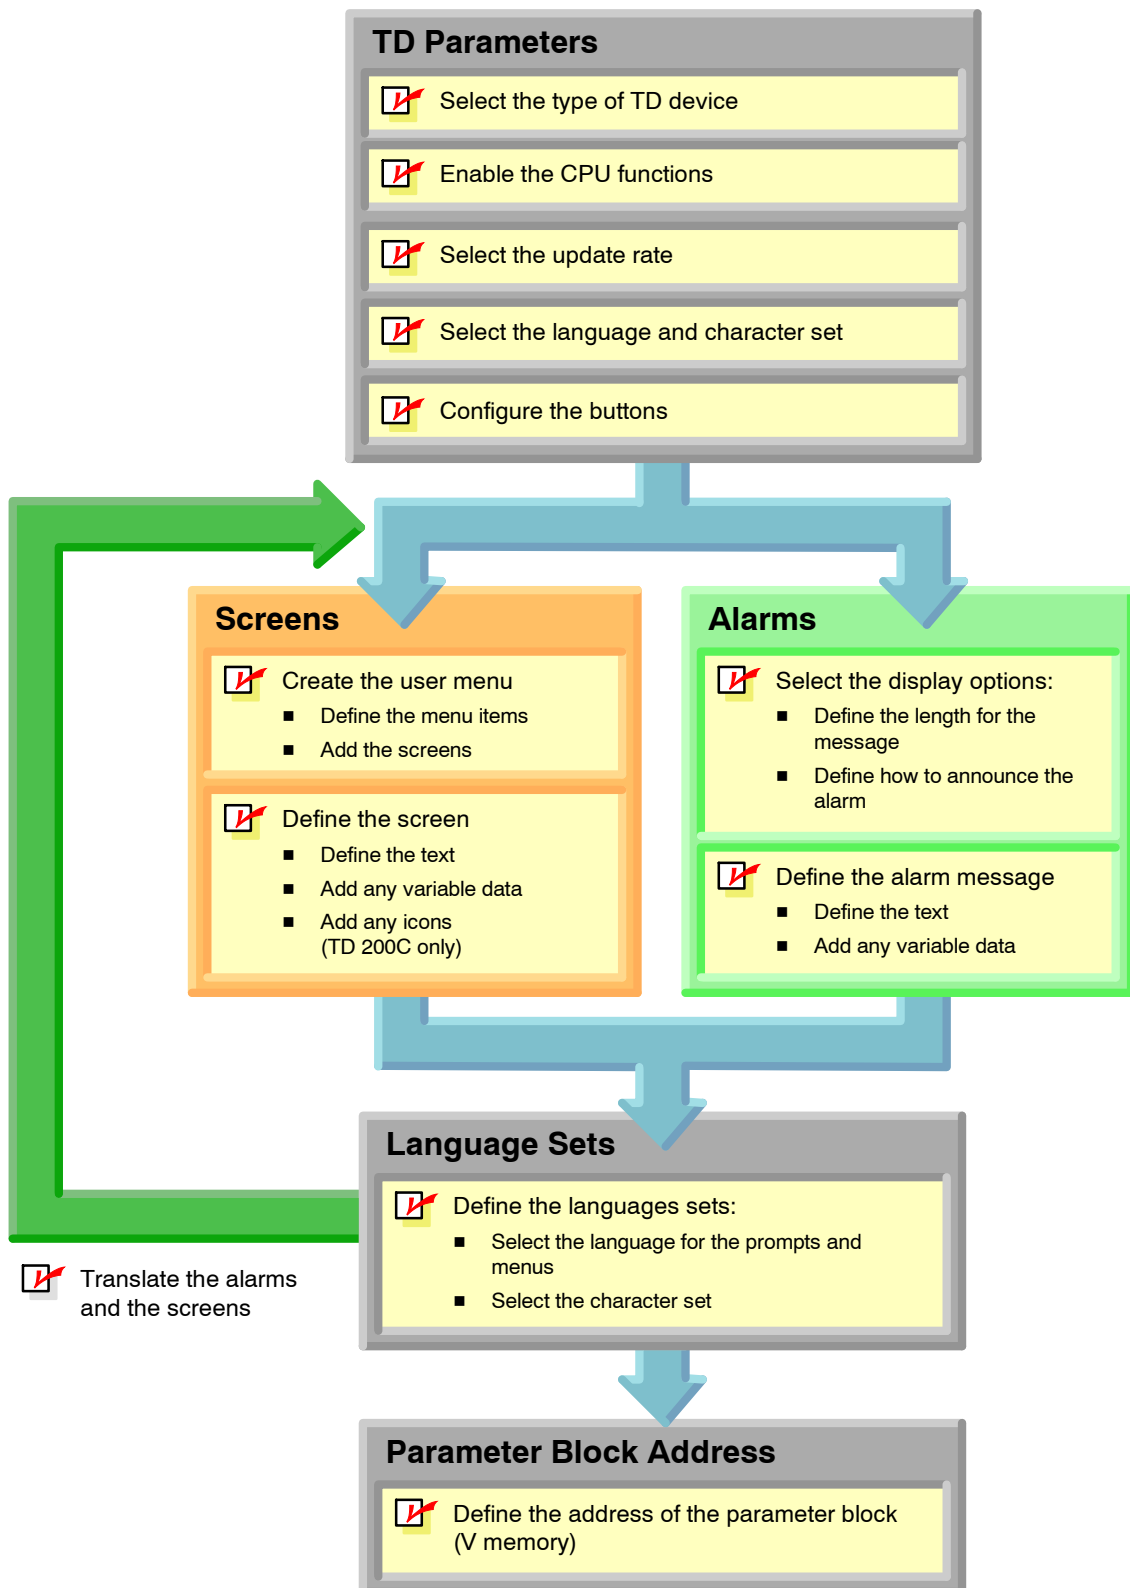 TD Parameters
Select the type of TD device
Enable the CPU functions
Select the update rate
Select the language and character set
Configure the buttons
Screens
Create the user menu
■ Define the menu items
■ Add the screens
Define the screen
■ Define the text
■ Add any variable data
■ Add any icons
(TD 200C only)
Alarms
Select the display options:
■ Define the length for the
message
■ Define how to announce the
alarm
Define the alarm message
■ Define the text
■ Add any variable data
Language Sets
Define the languages sets:
■ Select the language for the prompts and
menus
■ Select the character set
Translate the alarms
and the screens
Parameter Block Address
Define the address of the parameter block
(V memory)